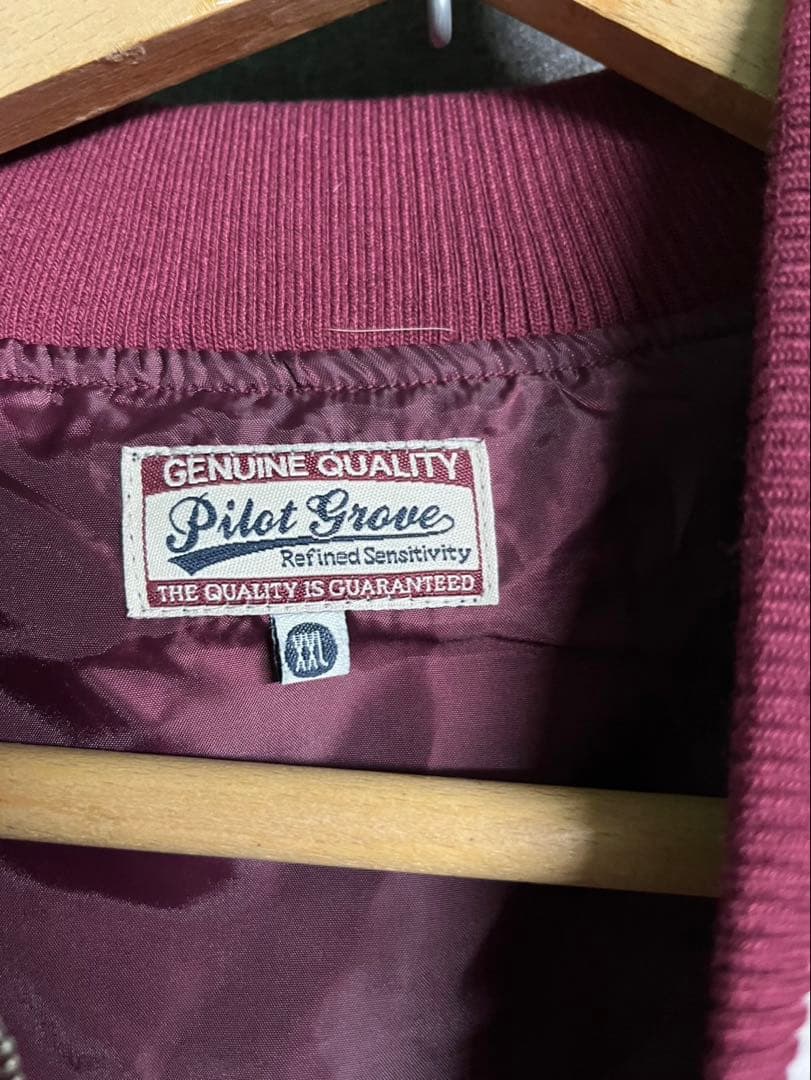 GENUINE QUALITY
Pilot Grove
Refined Sensitivity
THE QUALITY IS GUARANTEED
XXL